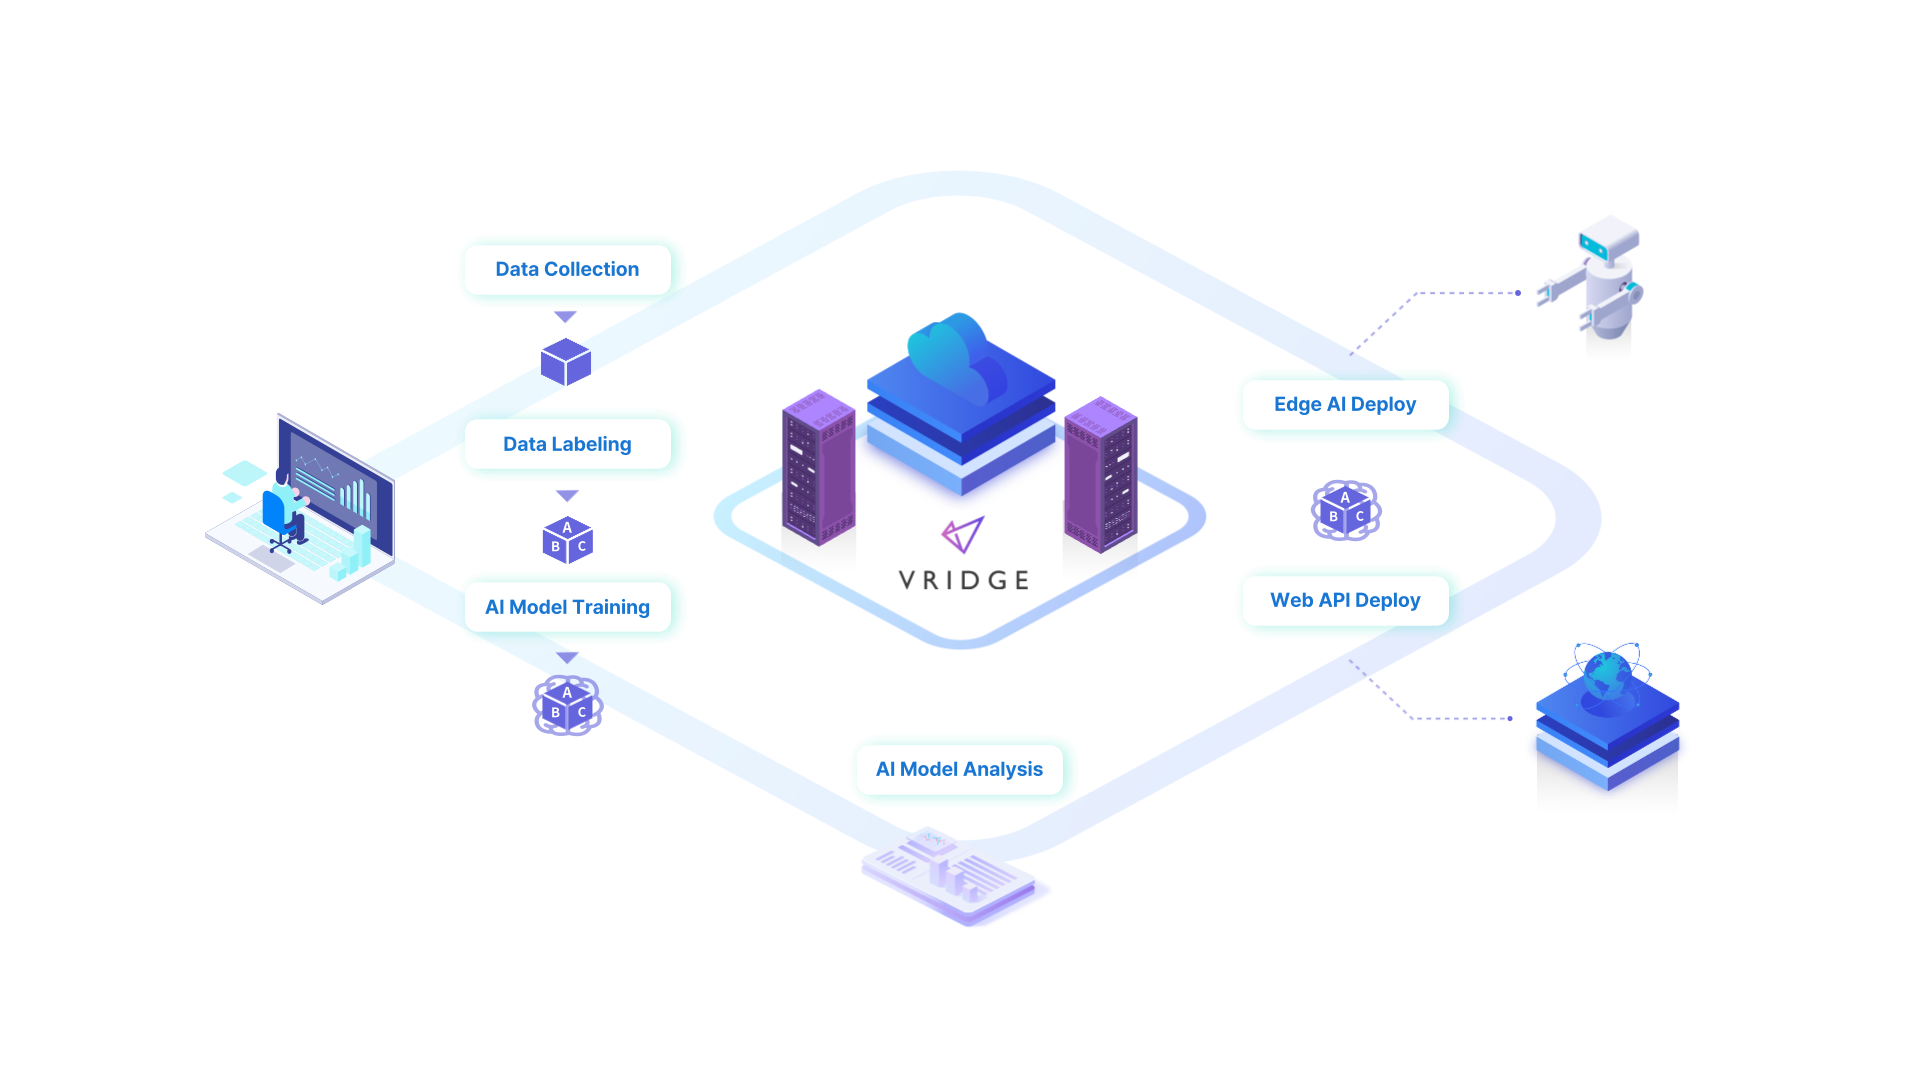 Data Collection
Data Labeling
A
B C
AI Model Training
A
B C
VRIDGE
AI Model Analysis
Edge AI Deploy
A
B C
Web API Deploy